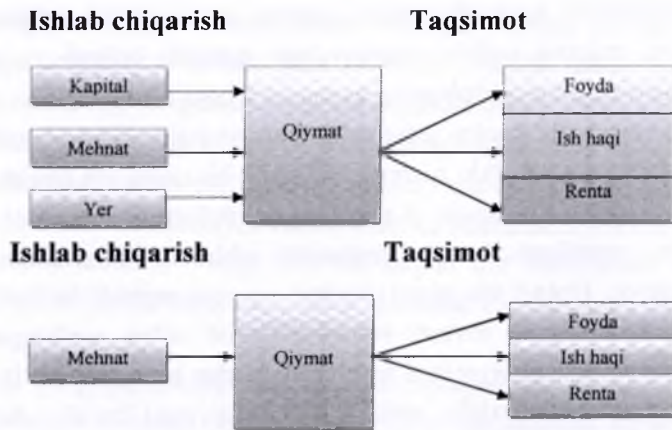 Ishlab chiqarish Taqsimot
Kapital Foyda
Qiymat
Mehnat Ish haqi
Yer Renta
Ishlab chiqarish Taqsimot
Foyda
Mehnat Qiymat Ish haqi
Renta